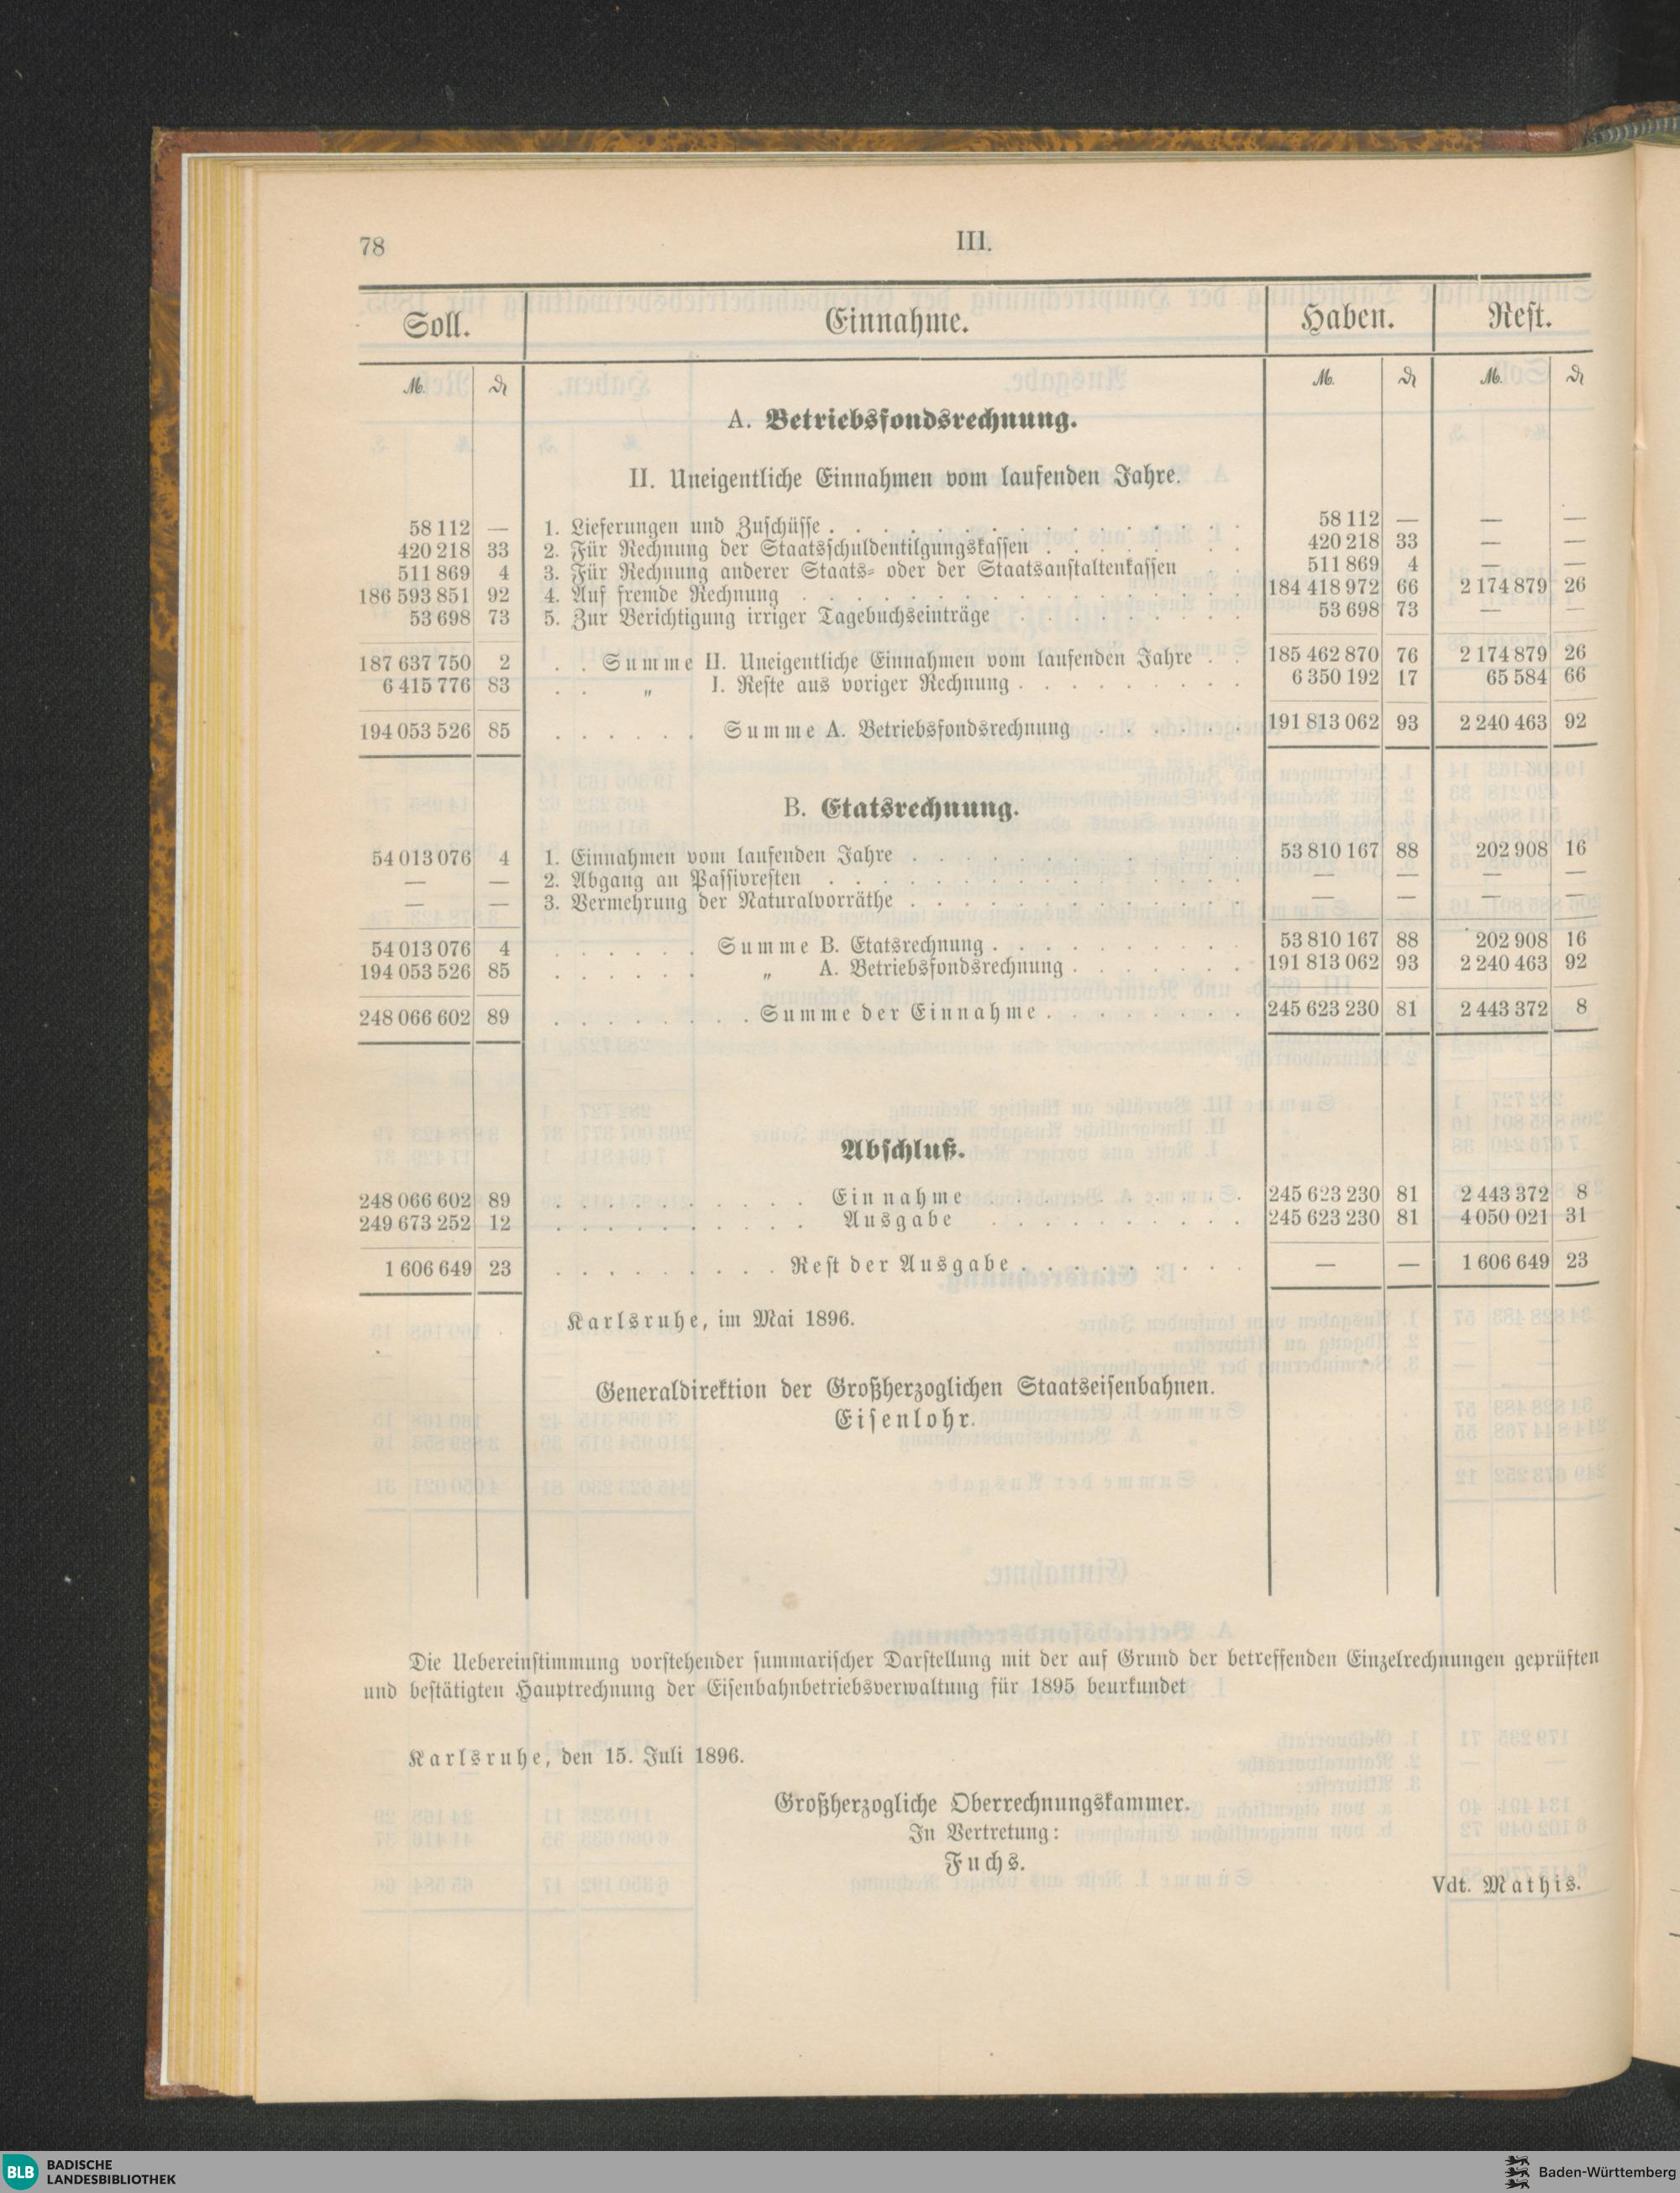 78 III.
Soll. Einnahme. Haben. Rest.
M. ₰ M. ₰ M. ₰
A. Betriebsfondsrechnung.
II. Uneigentliche Einnahmen vom laufenden Jahre.
58 112 — 1. Lieferungen und Zuschüsse . . . . . . . . . . . . . . . . 58 112 — — —
420 218 33 2. Für Rechnung der Staatsschuldentilgungskassen . . . . . . . . 420 218 33 — —
511 869 4 3. Für Rechnung anderer Staats- oder der Staatsanstaltenkassen . . 511 869 4 — —
186 593 851 92 4. Auf fremde Rechnung . . . . . . . . . . . . . . . . . 184 418 972 66 2 174 879 26
53 698 73 5. Zur Berichtigung irriger Tagebuchseinträge . . . . . . . . . 53 698 73 — —
187 637 750 2 . . Summe II. Uneigentliche Einnahmen vom laufenden Jahre . . 185 462 870 76 2 174 879 26
6 415 776 83 . . „ I. Reste aus voriger Rechnung . . . . . . . . . 6 350 192 17 65 584 66
194 053 526 85 . . . . . . Summe A. Betriebsfondsrechnung . . . . . . 191 813 062 93 2 240 463 92
B. Etatsrechnung.
54 013 076 4 1. Einnahmen vom laufenden Jahre . . . . . . . . . . . . . 53 810 167 88 202 908 16
— — 2. Abgang an Passivresten . . . . . . . . . . . . . . . . — — — —
— — 3. Vermehrung der Naturalvorräthe . . . . . . . . . . . . . — — — —
54 013 076 4 . . . . . . Summe B. Etatsrechnung . . . . . . . . . . 53 810 167 88 202 908 16
194 053 526 85 . . . . . . „ A. Betriebsfondsrechnung . . . . . . . 191 813 062 93 2 240 463 92
248 066 602 89 . . . . . . . . Summe der Einnahme . . . . . . . . 245 623 230 81 2 443 372 8
Abschluß.
248 066 602 89 . . . . . . . . . . Einnahme . . . . . . . . . . 245 623 230 81 2 443 372 8
249 673 252 12 . . . . . . . . . . Ausgabe . . . . . . . . . . 245 623 230 81 4 050 021 31
1 606 649 23 . . . . . . . . . Rest der Ausgabe . . . . . . . . . — — 1 606 649 23
Karlsruhe, im Mai 1896.
Generaldirektion der Großherzoglichen Staatseisenbahnen.
Eisenlohr.
Die Uebereinstimmung vorstehender summarischer Darstellung mit der auf Grund der betreffenden Einzelrechnungen geprüften
und bestätigten Hauptrechnung der Eisenbahnbetriebsverwaltung für 1895 beurkundet
Karlsruhe, den 15. Juli 1896.
Großherzogliche Oberrechnungskammer.
In Vertretung:
Fuchs.
Vdt. Mathis.
BLB BADISCHE
LANDESBIBLIOTHEK
Baden-Württemberg